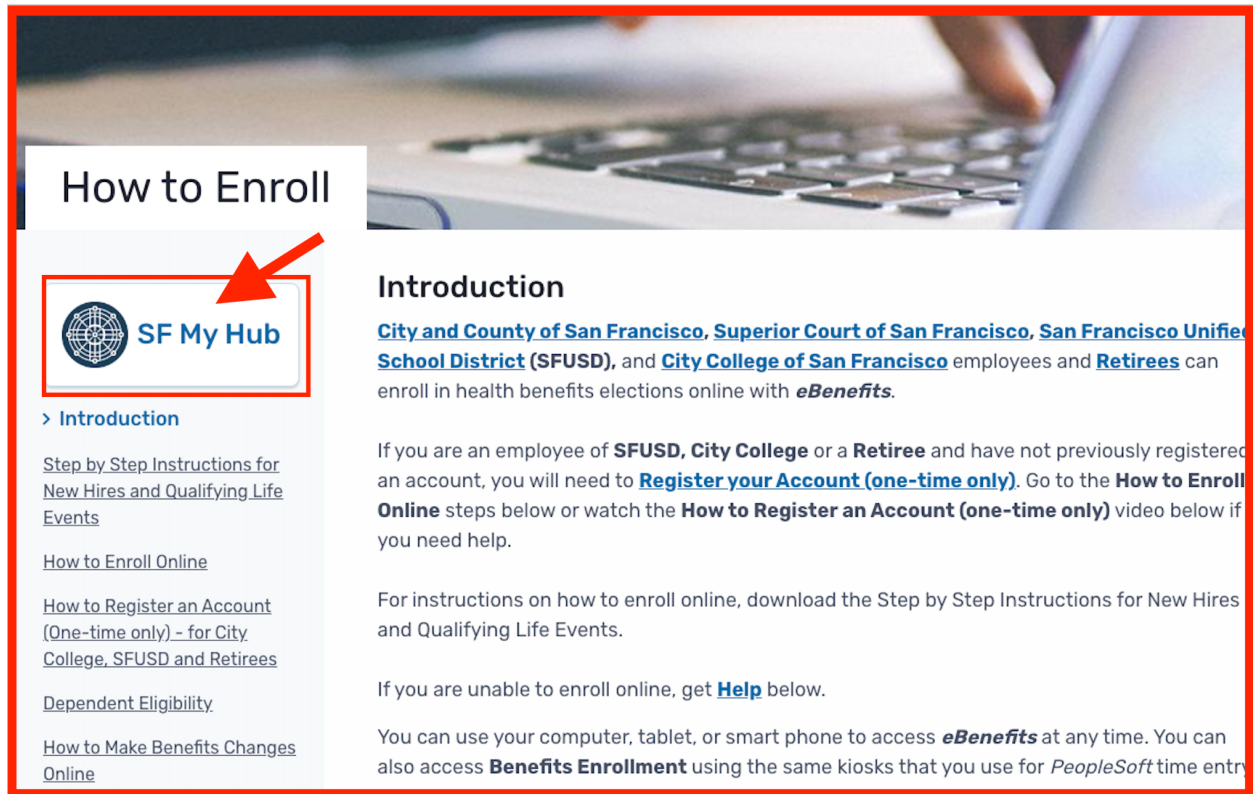 How to Enroll
SF My Hub
Introduction
Step by Step Instructions for
New Hires and Qualifying Life
Events
How to Enroll Online
How to Register an Account
(One-time only) - for City
College, SFUSD and Retirees
Dependent Eligibility
How to Make Benefits Changes
Online
Introduction
City and County of San Francisco, Superior Court of San Francisco, San Francisco Unified
School District (SFUSD), and City College of San Francisco employees and Retirees can
enroll in health benefits elections online with eBenefits.
If you are an employee of SFUSD, City College or a Retiree and have not previously registered
an account, you will need to Register your Account (one-time only). Go to the How to Enroll
Online steps below or watch the How to Register an Account (one-time only) video below if
you need help.
For instructions on how to enroll online, download the Step by Step Instructions for New Hires
and Qualifying Life Events.
If you are unable to enroll online, get Help below.
You can use your computer, tablet, or smart phone to access eBenefits at any time. You can
also access Benefits Enrollment using the same kiosks that you use for PeopleSoft time entry